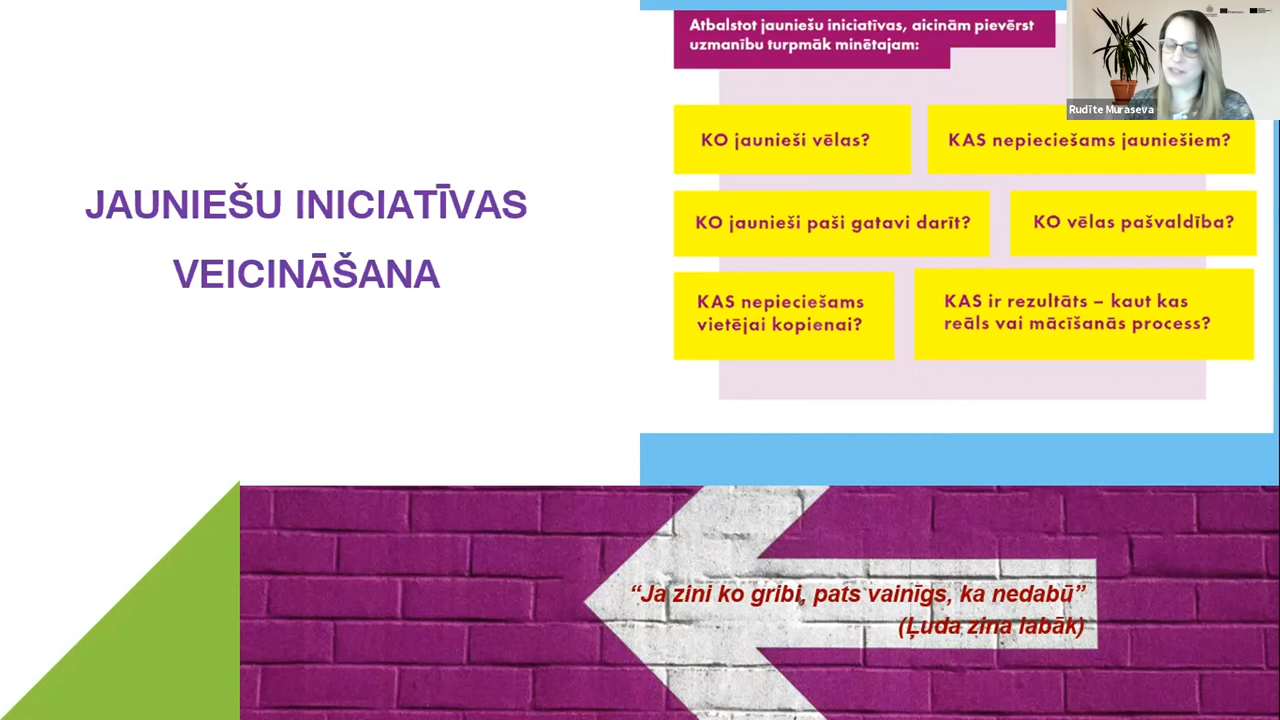 JAUNIEŠU INICIATĪVAS
VEICINĀŠANA
Atbalstot jauniešu iniciatīvas, aicinām pievērst
uzmanību turpmāk minētajam:
KO jaunieši vēlas?
KAS nepieciešams jauniešiem?
KO jaunieši paši gatavi darīt?
KO vēlas pašvaldība?
KAS nepieciešams
vietējai kopienai?
KAS ir rezultāts – kaut kas
reāls vai mācīšanās process?
Rudīte Muraseva
“Ja zini ko gribi, pats vainīgs, ka nedabū”
(Ļuda zina labāk)